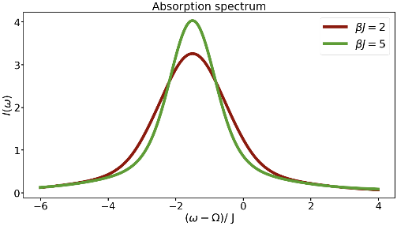 Absorption spectrum
I(ω)
4
3
2
1
0
βJ = 2
βJ = 5
−6 −4 −2 0 2 4
(ω − Ω)/ J